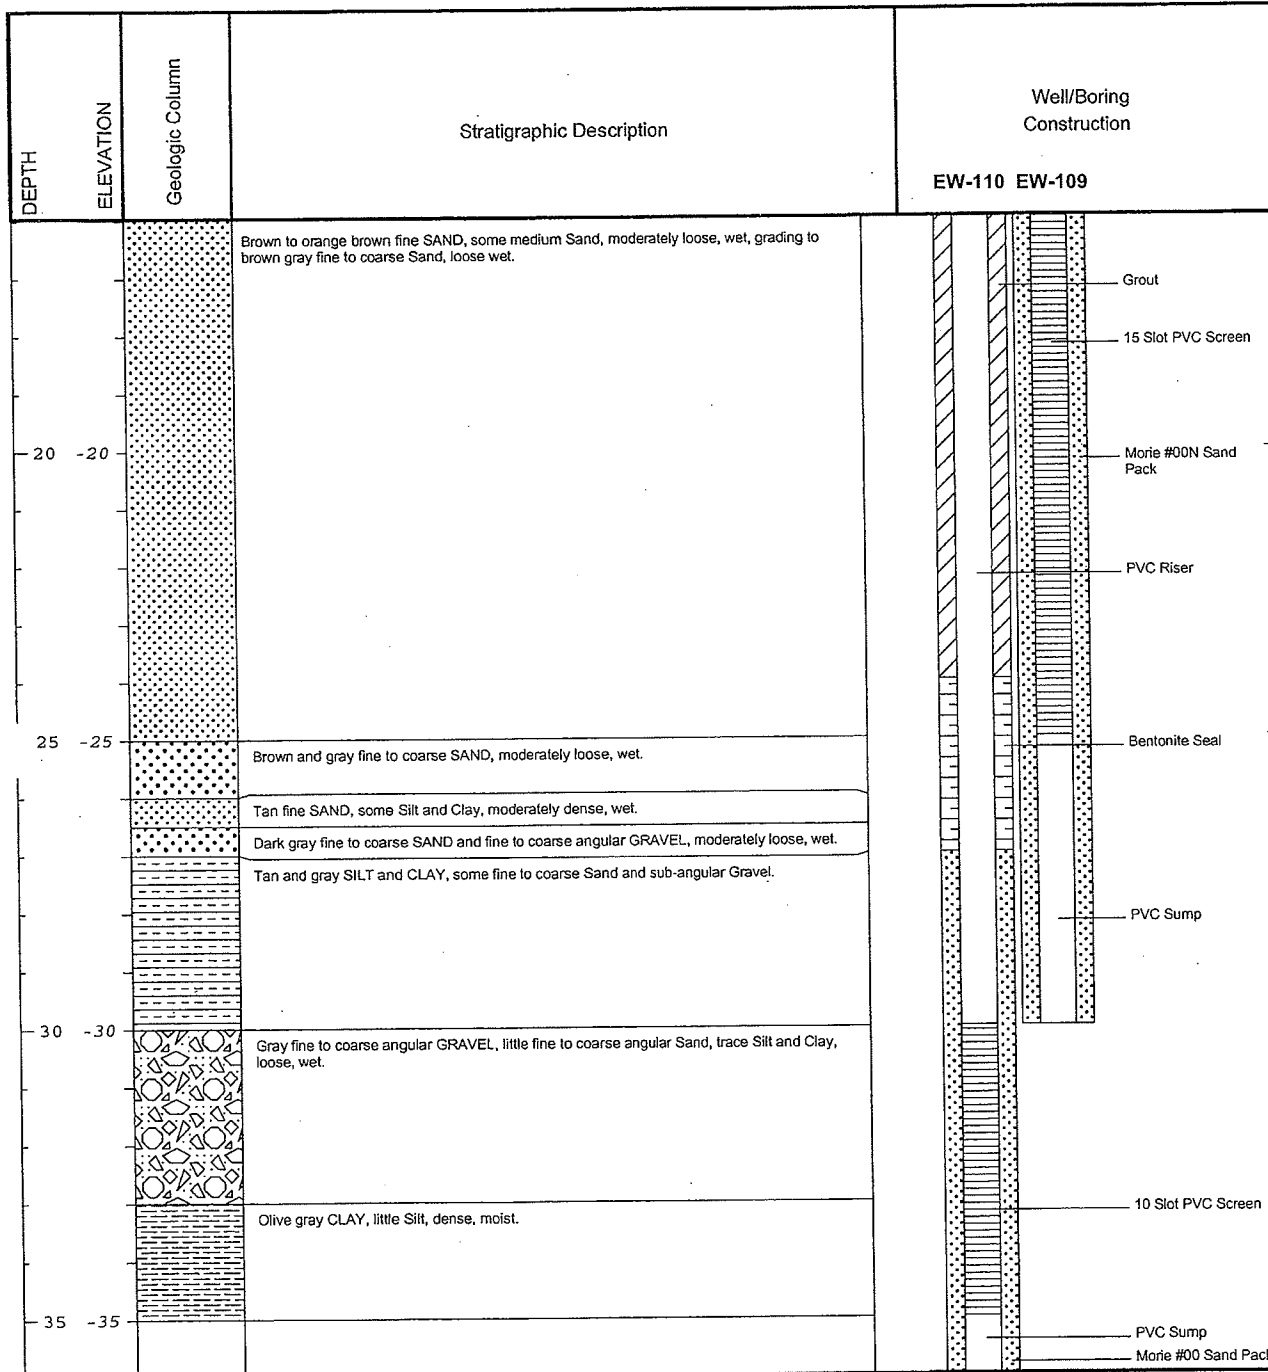 DEPTH
ELEVATION
Geologic Column
Stratigraphic Description
Well/Boring
Construction
EW-110 EW-109
Brown to orange brown fine SAND, some medium Sand, moderately loose, wet, grading to
brown gray fine to coarse Sand, loose wet.
Grout
15 Slot PVC Screen
20 -20
Morie #00N Sand
Pack
PVC Riser
25 -25
Bentonite Seal
Brown and gray fine to coarse SAND, moderately loose, wet.
Tan fine SAND, some Silt and Clay, moderately dense, wet.
Dark gray fine to coarse SAND and fine to coarse angular GRAVEL, moderately loose, wet.
Tan and gray SILT and CLAY, some fine to coarse Sand and sub-angular Gravel.
PVC Sump
30 -30
Gray fine to coarse angular GRAVEL, little fine to coarse angular Sand, trace Silt and Clay,
loose, wet.
10 Slot PVC Screen
Olive gray CLAY, little Silt, dense, moist.
35 -35
PVC Sump
Morie #00 Sand Pack